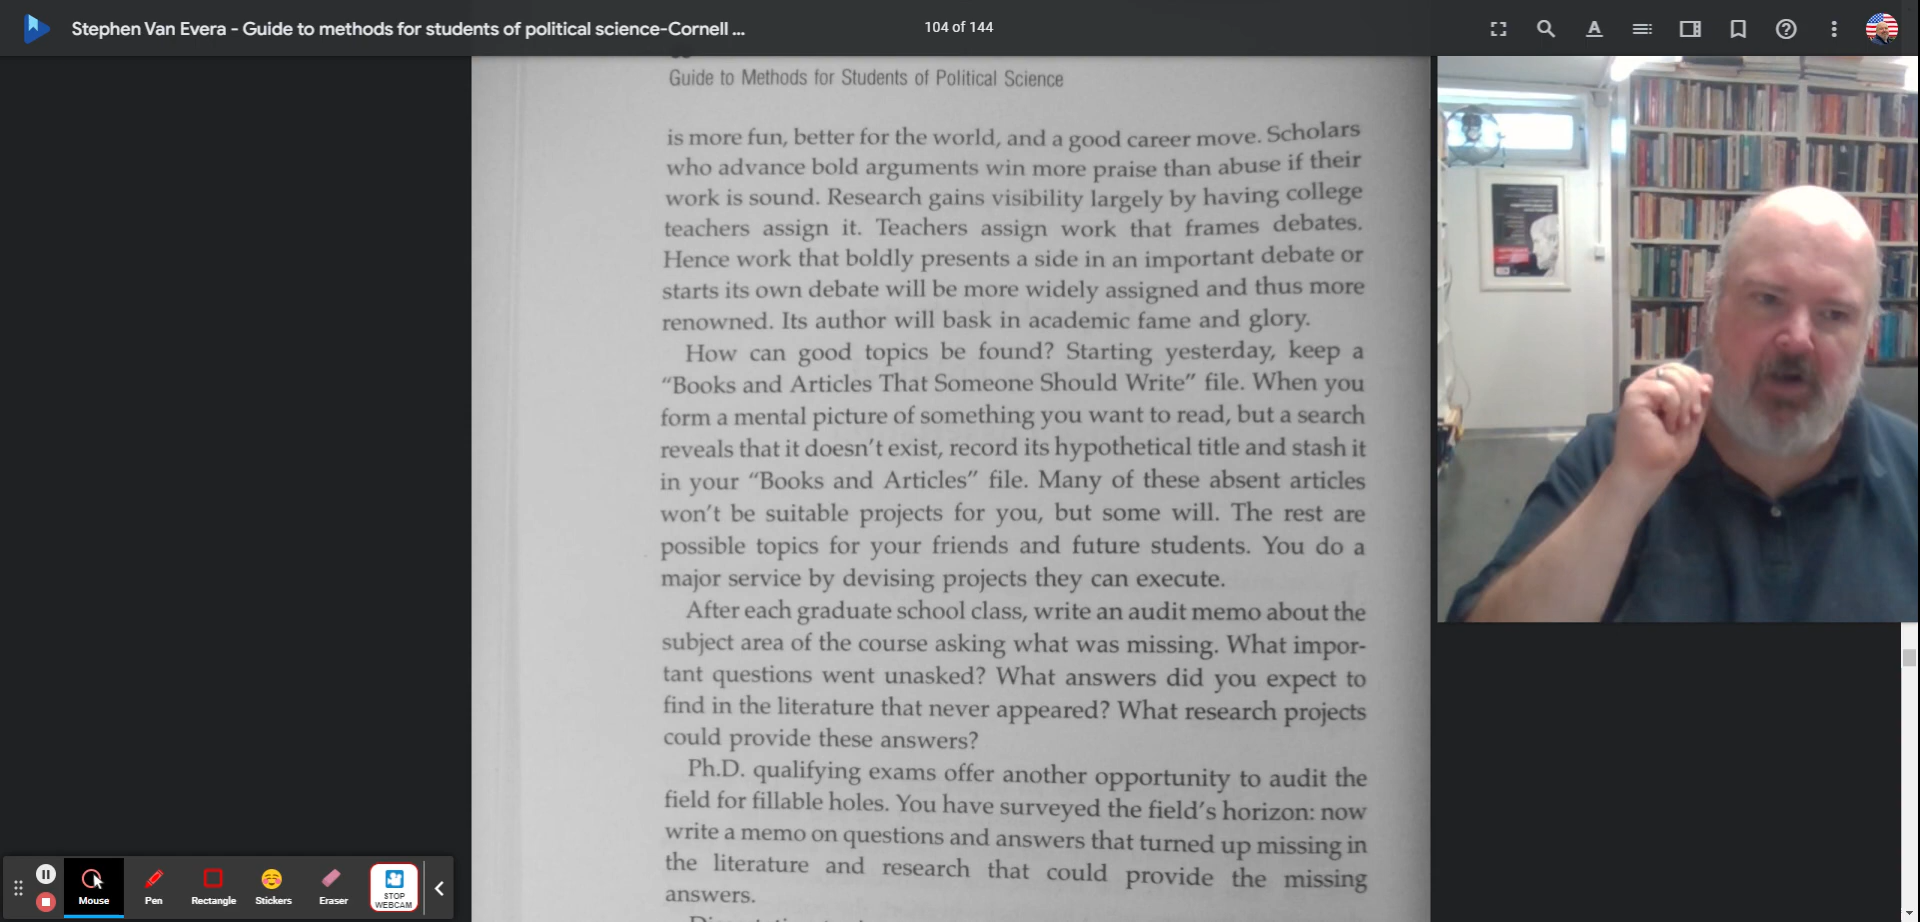 Stephen Van Evera - Guide to methods for students of political science-Cornell ...
104 of 144
Guide to Methods for Students of Political Science
is more fun, better for the world, and a good career move. Scholars
who advance bold arguments win more praise than abuse if their
work is sound. Research gains visibility largely by having college
teachers assign it. Teachers assign work that frames debates.
Hence work that boldly presents a side in an important debate or
starts its own debate will be more widely assigned and thus more
renowned. Its author will bask in academic fame and glory.
How can good topics be found? Starting yesterday, keep a
“Books and Articles That Someone Should Write” file. When you
form a mental picture of something you want to read, but a search
reveals that it doesn’t exist, record its hypothetical title and stash it
in your “Books and Articles” file. Many of these absent articles
won’t be suitable projects for you, but some will. The rest are
possible topics for your friends and future students. You do a
major service by devising projects they can execute.
After each graduate school class, write an audit memo about the
subject area of the course asking what was missing. What impor-
tant questions went unasked? What answers did you expect to
find in the literature that never appeared? What research projects
could provide these answers?
Ph.D. qualifying exams offer another opportunity to audit the
field for fillable holes. You have surveyed the field’s horizon: now
write a memo on questions and answers that turned up missing in
the literature and research that could provide the missing
answers.
Mouse
Pen
Rectangle
Stickers
Eraser
STOP
WEBCAM